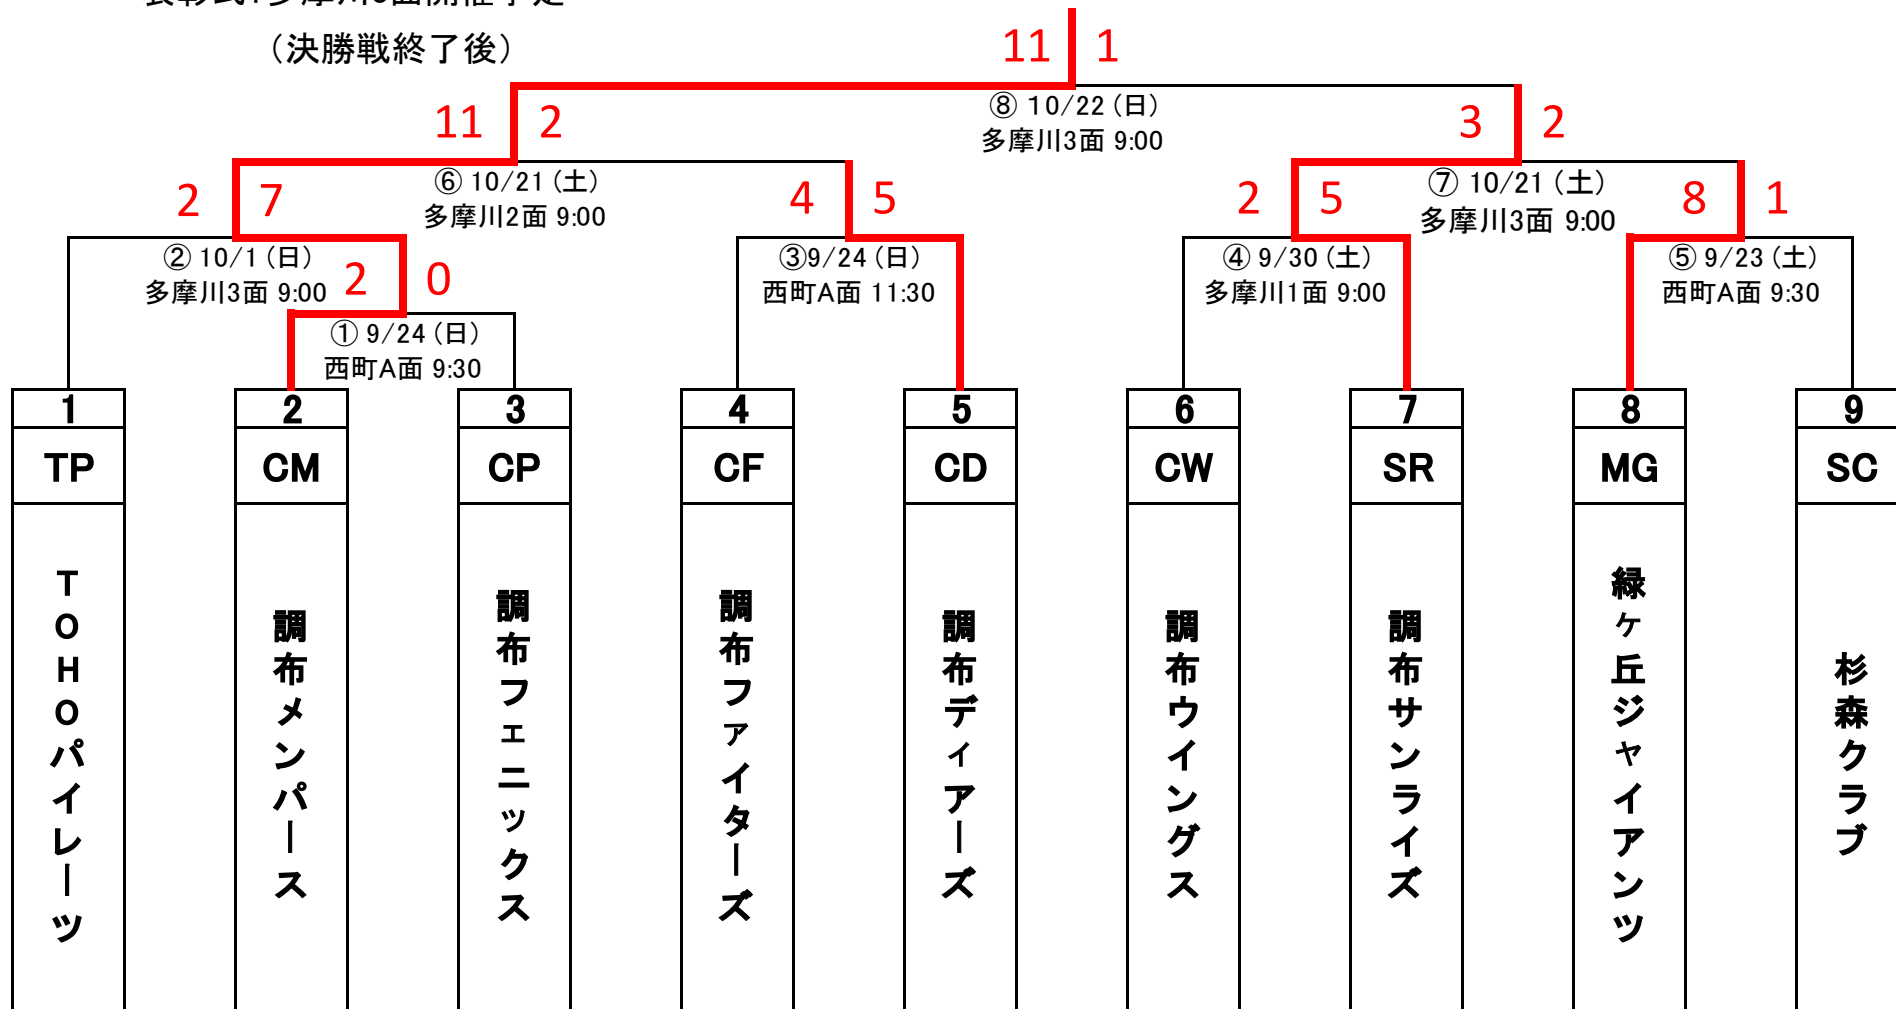 (決勝戦終了後)
11 1
⑧ 10/22 (日)
多摩川3面 9:00
11 2
3 2
⑥ 10/21 (土)
多摩川2面 9:00
⑦ 10/21 (土)
多摩川3面 9:00
2 7
4 5
2 5
8 1
② 10/1 (日)
多摩川3面 9:00
③9/24 (日)
西町A面 11:30
④ 9/30 (土)
多摩川1面 9:00
⑤ 9/23 (土)
西町A面 9:30
2 0
① 9/24 (日)
西町A面 9:30
1 2 3 4 5 6 7 8 9
TP CM CP CF CD CW SR MG SC
TOHOパイレーツ
調布メンパース
調布フェニックス
調布ファイターズ
調布ディアーズ
調布ウイングス
調布サンライズ
緑ヶ丘ジャイアンツ
杉森クラブ